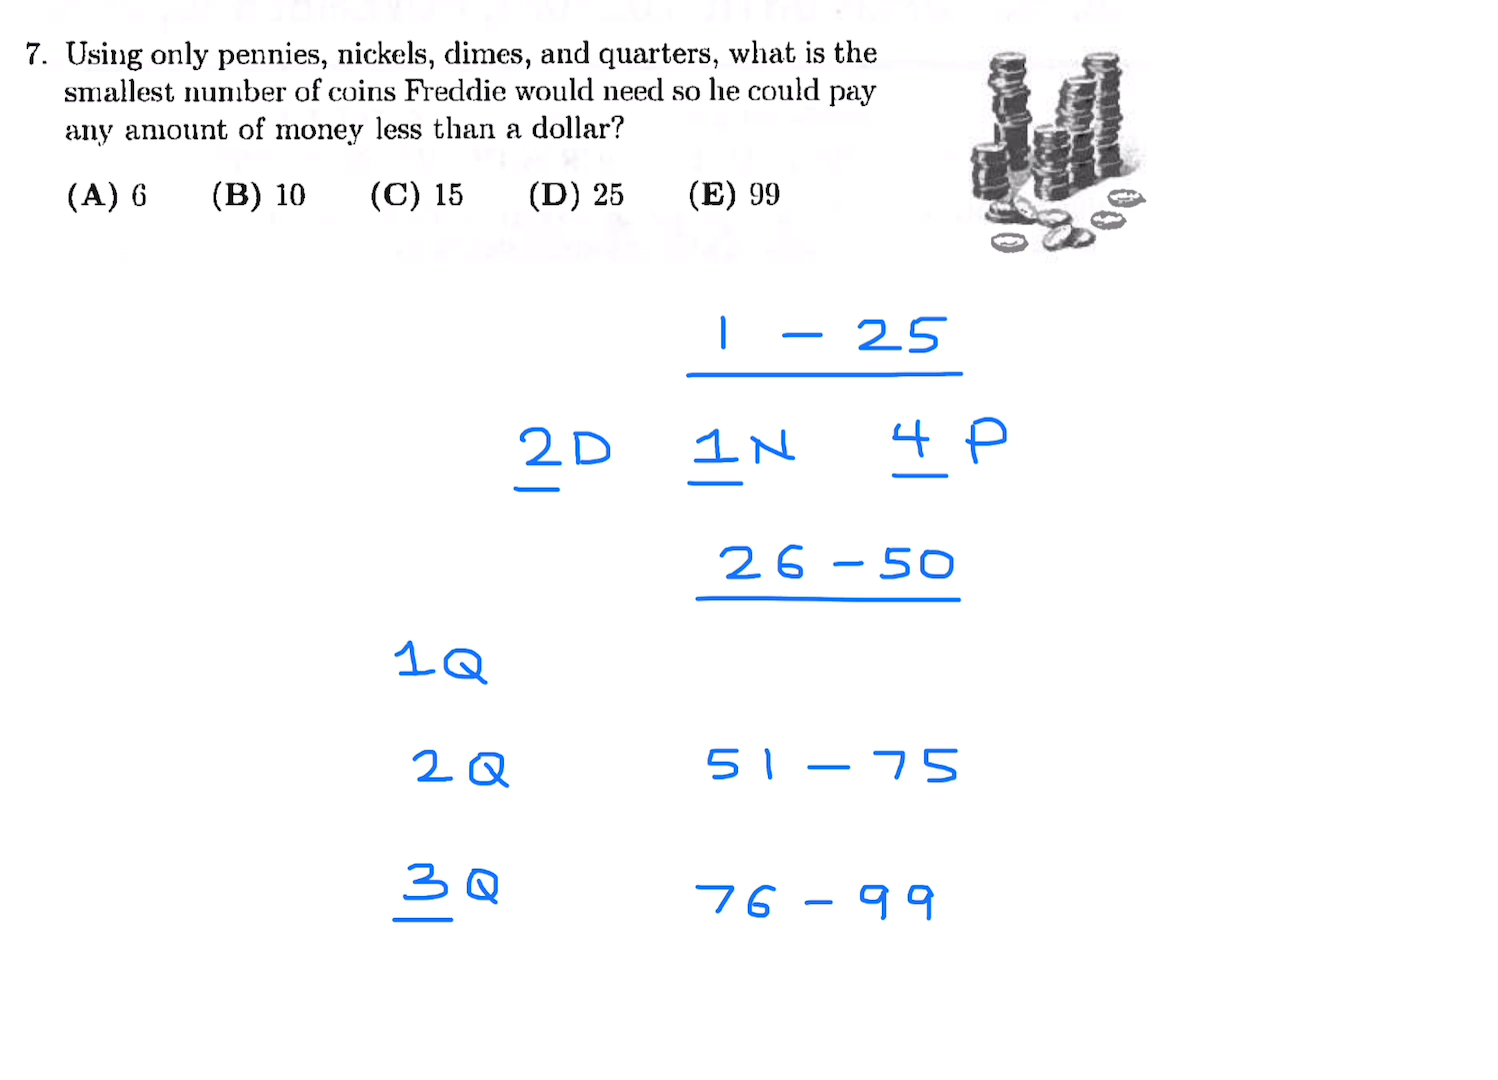 7. Using only pennies, nickels, dimes, and quarters, what is the
smallest number of coins Freddie would need so he could pay
any amount of money less than a dollar?
(A) 6 (B) 10 (C) 15 (D) 25 (E) 99
1 – 25
2D 1N 4P
26 – 50
1Q
2Q 51 – 75
3Q 76 – 99